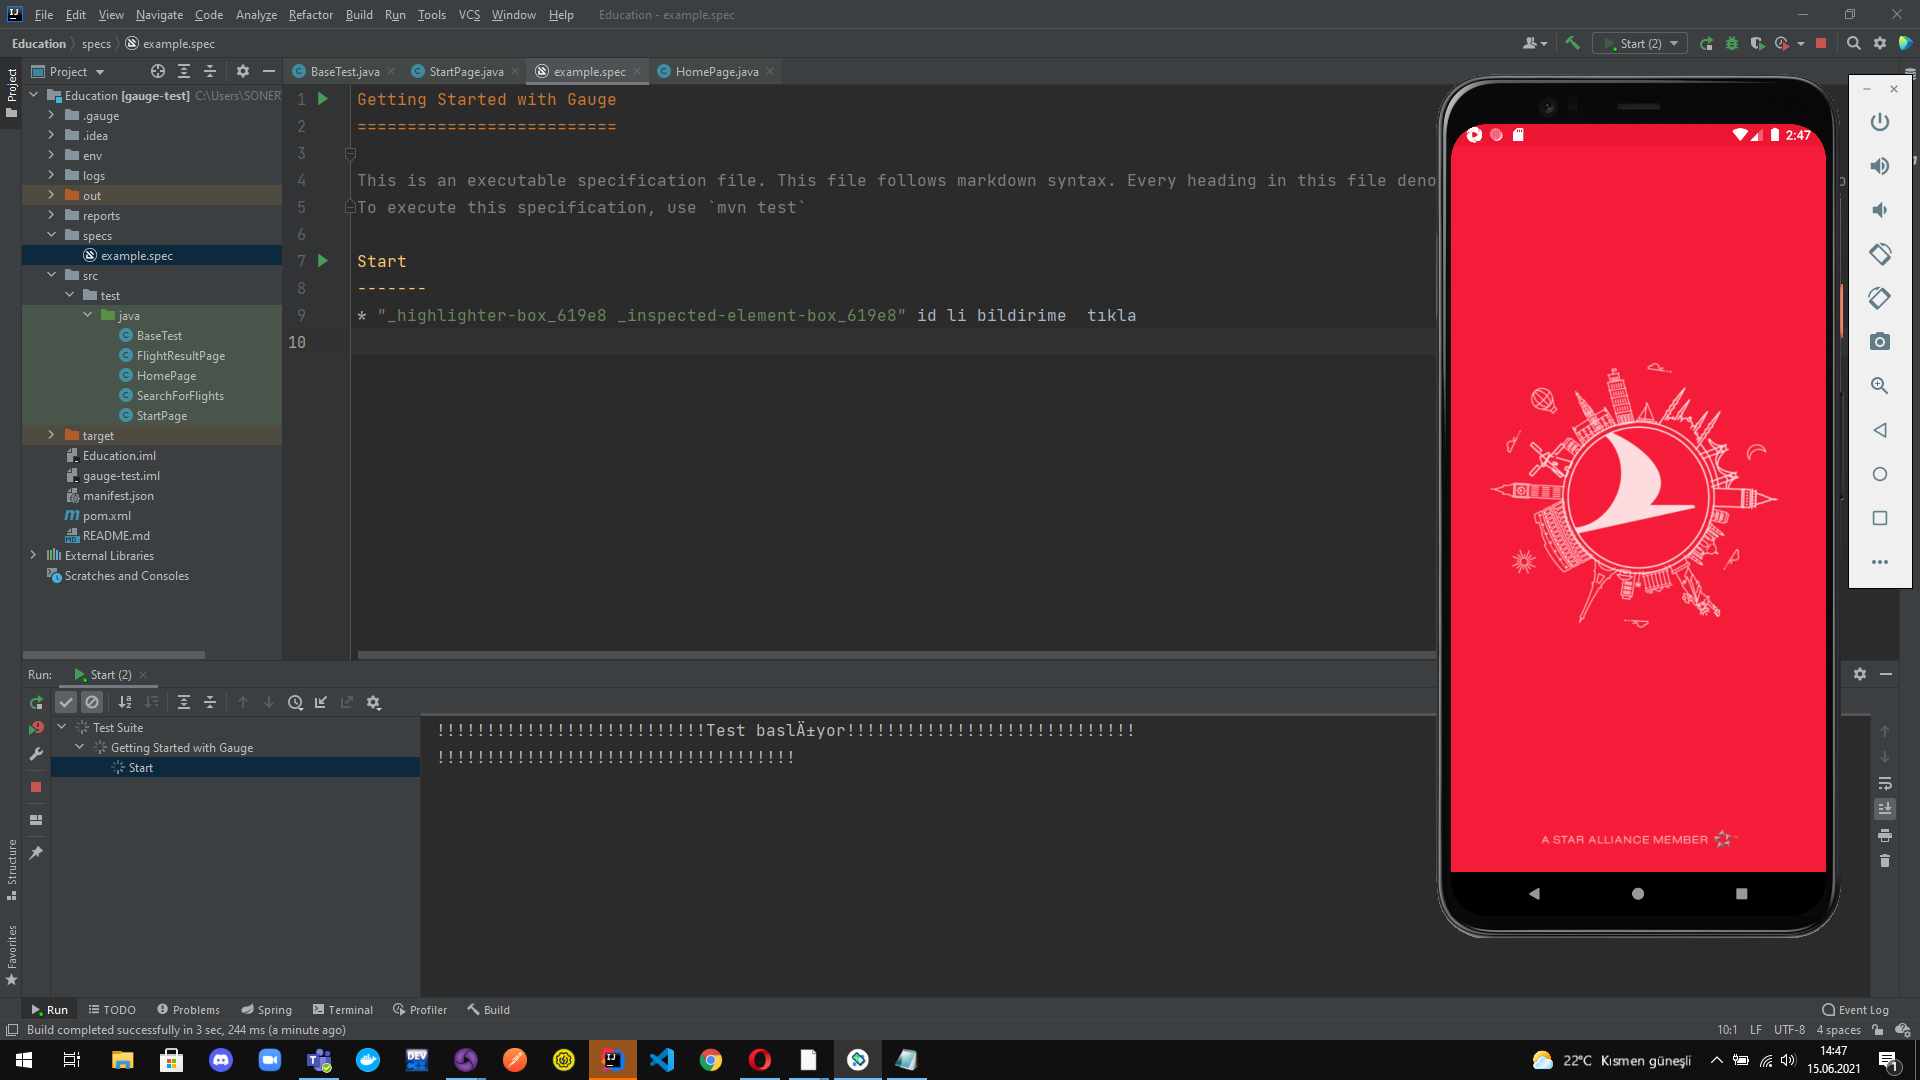 File Edit View Navigate Code Analyze Refactor Build Run Tools VCS Window Help Education - example.spec
Education specs example.spec
Start (2)
Project
BaseTest.java StartPage.java example.spec HomePage.java
Project
Education [gauge-test] C:\Users\SONER
.gauge
.idea
env
logs
out
reports
specs
example.spec
src
test
java
BaseTest
FlightResultPage
HomePage
SearchForFlights
StartPage
target
Education.iml
gauge-test.iml
manifest.json
pom.xml
README.md
External Libraries
Scratches and Consoles
1 Getting Started with Gauge
2 ==========================
3
4 This is an executable specification file. This file follows markdown syntax. Every heading in this file deno
5 To execute this specification, use `mvn test`
6
7 Start
8 -------
9 * "_highlighter-box_619e8 _inspected-element-box_619e8" id li bildirime  tıkla
10
2:47
A STAR ALLIANCE MEMBER
Run: Start (2)
Test Suite
Getting Started with Gauge
Start
!!!!!!!!!!!!!!!!!!!!!!!!!!!Test baslÄ±yor!!!!!!!!!!!!!!!!!!!!!!!!!!!!!
!!!!!!!!!!!!!!!!!!!!!!!!!!!!!!!!!!!!
Structure
Favorites
Run TODO Problems Spring Terminal Profiler Build Event Log
Build completed successfully in 3 sec, 244 ms (a minute ago) 10:1 LF UTF-8 4 spaces
22°C Kısmen güneşli
14:47
15.06.2021
1